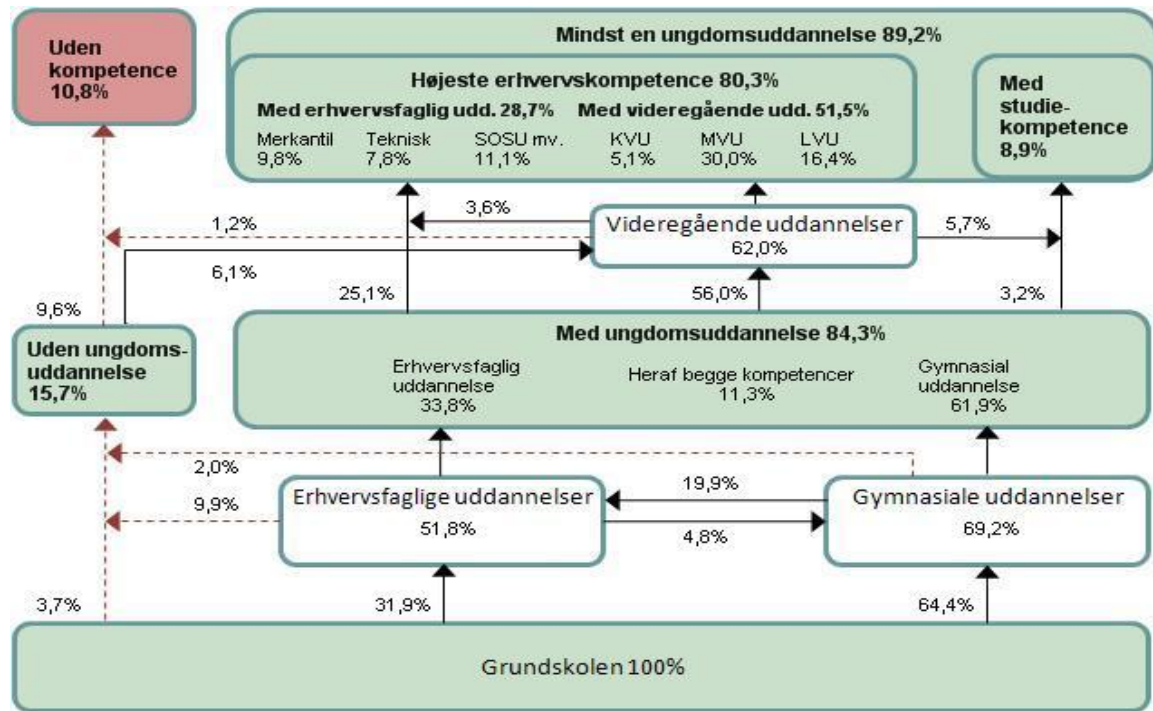 Uden
kompetence
10,8%
Mindst en ungdomsuddannelse 89,2%
Højeste erhvervskompetence 80,3%
Med erhvervsfaglig udd. 28,7%
Med videregående udd. 51,5%
Merkantil
9,8%
Teknisk
7,8%
SOSU mv.
11,1%
KVU
5,1%
MVU
30,0%
LVU
16,4%
Med
studie-
kompetence
8,9%
3,6%
1,2%
Videregående uddannelser
62,0%
5,7%
6,1%
9,6%
25,1%
56,0%
3,2%
Uden ungdoms-
uddannelse
15,7%
Med ungdomsuddannelse 84,3%
Erhvervsfaglig
uddannelse
33,8%
Heraf begge kompetencer
11,3%
Gymnasial
uddannelse
61,9%
2,0%
9,9%
Erhvervsfaglige uddannelser
51,8%
19,9%
4,8%
Gymnasiale uddannelser
69,2%
3,7%
31,9%
64,4%
Grundskolen 100%